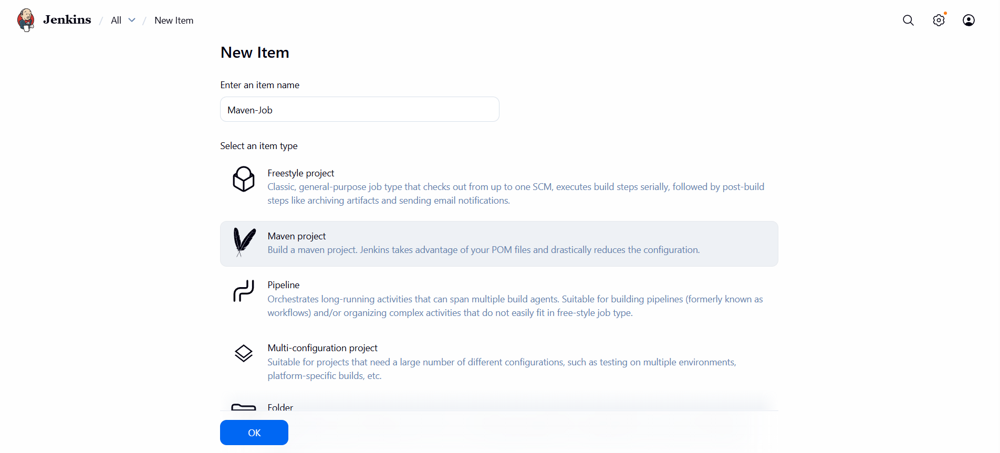 Jenkins / All / New Item
New Item
Enter an item name
Maven-Job
Select an item type
Freestyle project
Classic, general-purpose job type that checks out from up to one SCM, executes build steps serially, followed by post-build
steps like archiving artifacts and sending email notifications.
Maven project
Build a maven project. Jenkins takes advantage of your POM files and drastically reduces the configuration.
Pipeline
Orchestrates long-running activities that can span multiple build agents. Suitable for building pipelines (formerly known as
workflows) and/or organizing complex activities that do not easily fit in free-style job type.
Multi-configuration project
Suitable for projects that need a large number of different configurations, such as testing on multiple environments,
platform-specific builds, etc.
Folder
OK